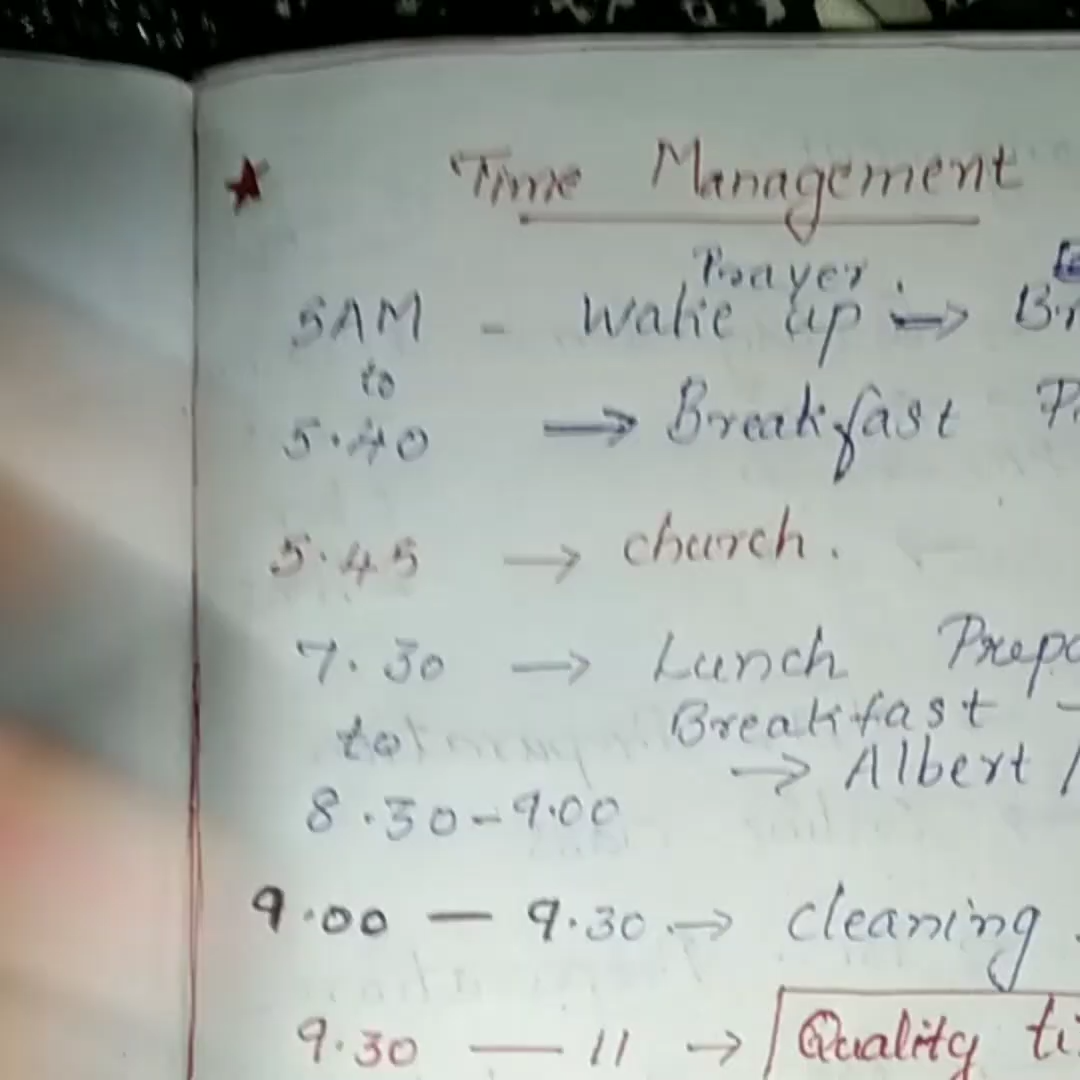 ★ Time Management
Prayer.
5AM - Wake up →
to
5.40 → Breakfast
5.45 → church.
7.30 → Lunch
Breakfast
to
→ Albert
8.30-9.00
9.00 — 9.30 → cleaning
9.30 — 11 → Quality